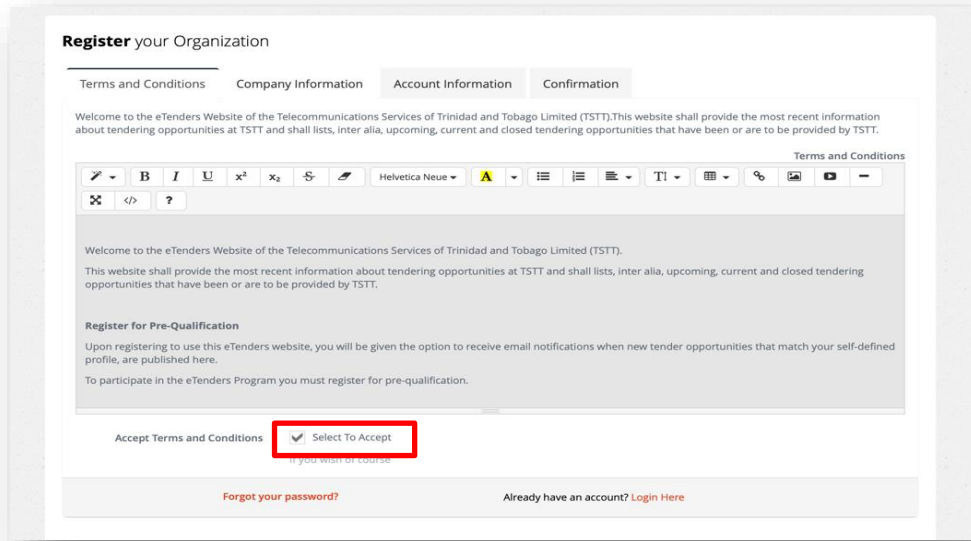 Register your Organization
Terms and Conditions Company Information Account Information Confirmation
Welcome to the eTenders Website of the Telecommunications Services of Trinidad and Tobago Limited (TSTT).This website shall provide the most recent information
about tendering opportunities at TSTT and shall lists, inter alia, upcoming, current and closed tendering opportunities that have been or are to be provided by TSTT.
Terms and Conditions
B I U x² x₂ S Helvetica Neue A TI
</> ?
Welcome to the eTenders Website of the Telecommunications Services of Trinidad and Tobago Limited (TSTT).
This website shall provide the most recent information about tendering opportunities at TSTT and shall lists, inter alia, upcoming, current and closed tendering
opportunities that have been or are to be provided by TSTT.
Register for Pre-Qualification
Upon registering to use this eTenders website, you will be given the option to receive email notifications when new tender opportunities that match your self-defined
profile, are published here.
To participate in the eTenders Program you must register for pre-qualification.
Accept Terms and Conditions Select To Accept
If you wish of course
Forgot your password? Already have an account? Login Here